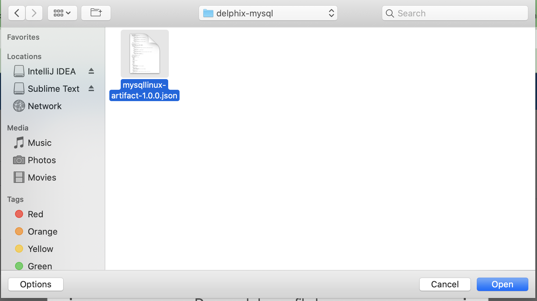 delphix-mysql
Search
Favorites
Locations
IntelliJ IDEA
Sublime Text
Network
Media
Music
Photos
Movies
Tags
Red
Orange
Yellow
Green
mysqllinux-
artifact-1.0.0.json
Options
Cancel
Open